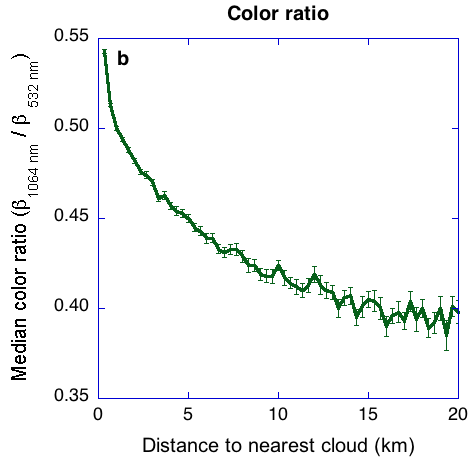 Color ratio
b
Median color ratio (β1064 nm / β 532 nm)
0.55
0.50
0.45
0.40
0.35
0 5 10 15 20
Distance to nearest cloud (km)